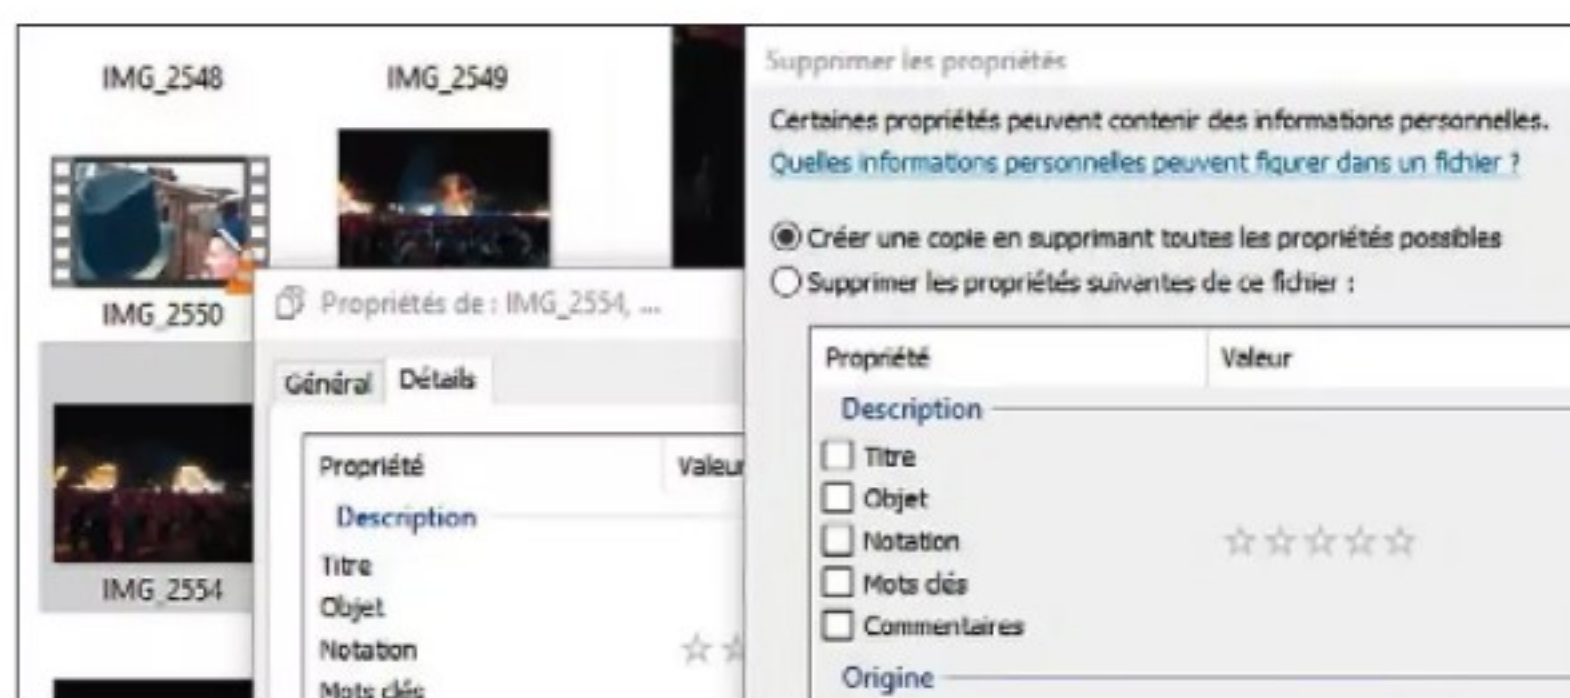 IMG_2548
IMG_2549
IMG_2550
IMG_2554
Propriétés de : IMG_2554, ...
Général
Détails
Propriété
Valeur
Description
Titre
Objet
Notation
Mots clés
Supprimer les propriétés
Certaines propriétés peuvent contenir des informations personnelles.
Quelles informations personnelles peuvent figurer dans un fichier ?
Créer une copie en supprimant toutes les propriétés possibles
Supprimer les propriétés suivantes de ce fichier :
Propriété
Valeur
Description
Titre
Objet
Notation
Mots clés
Commentaires
Origine